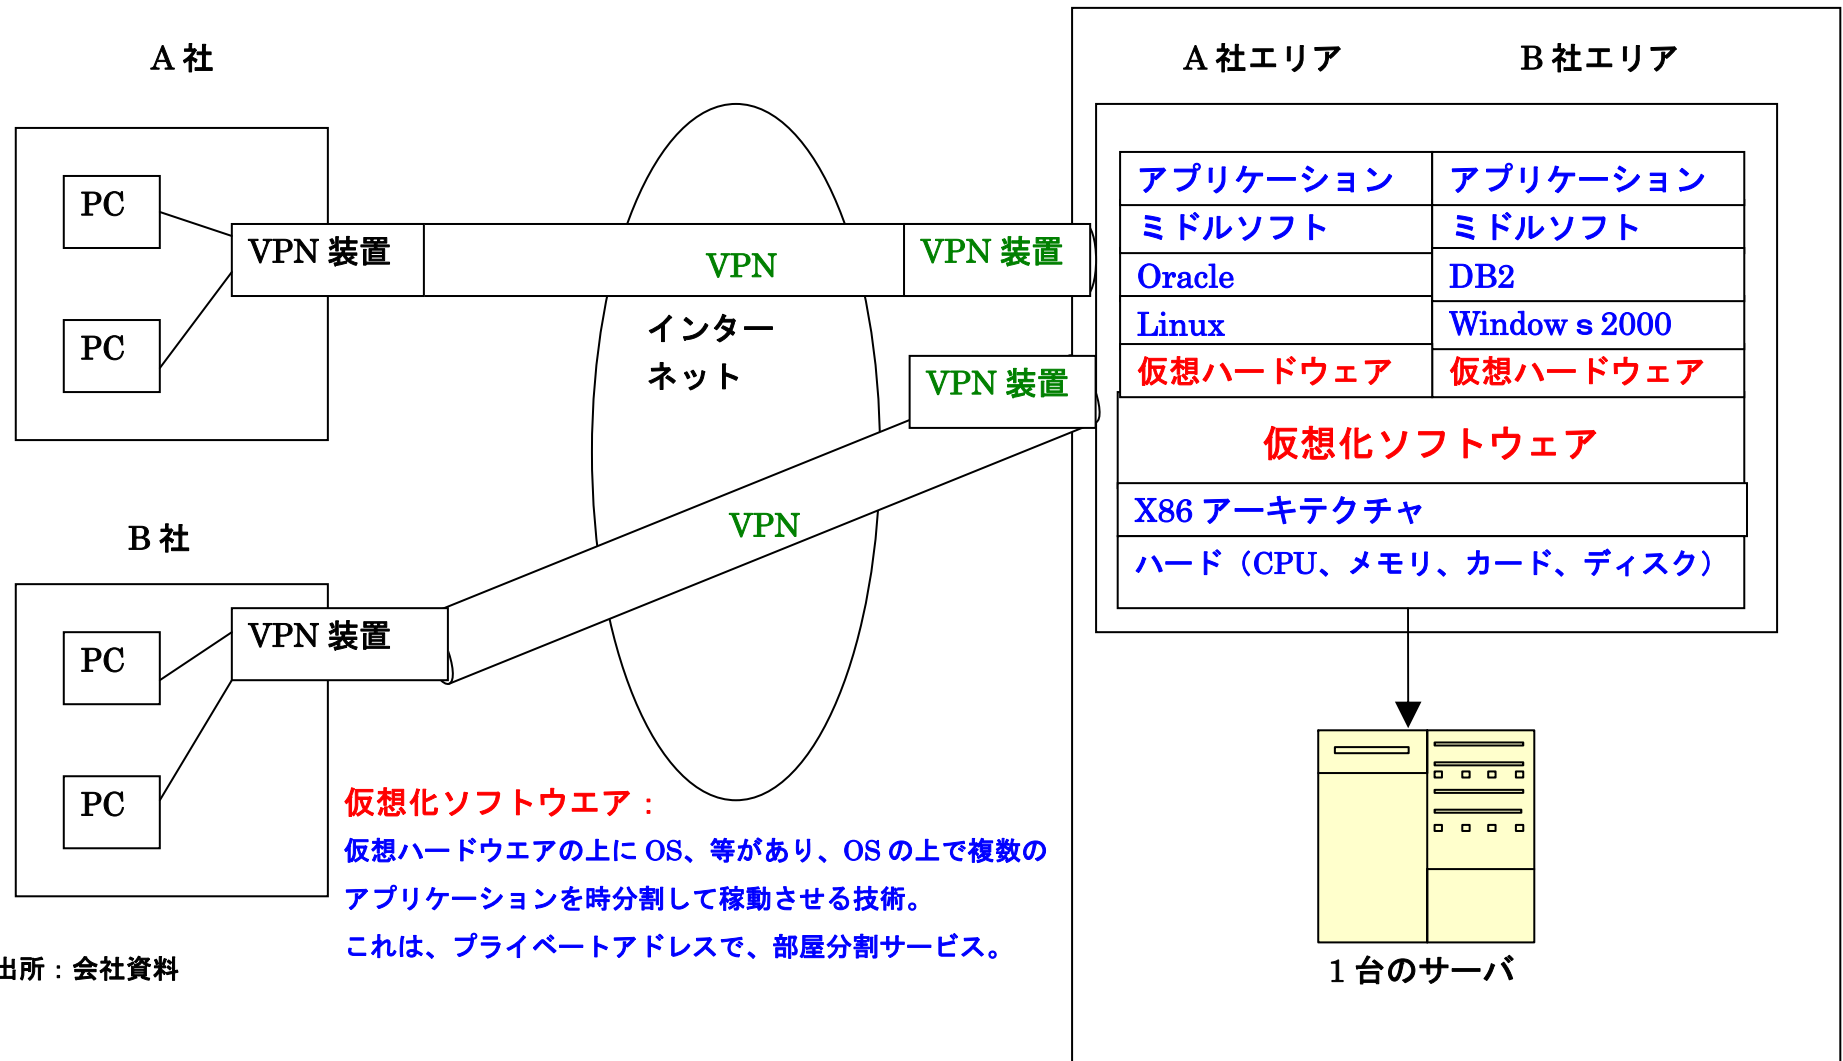 A 社
A 社エリア
B 社エリア
PC
PC
VPN 装置
VPN
VPN 装置
インター
ネット
VPN 装置
アプリケーション
アプリケーション
ミドルソフト
ミドルソフト
Oracle
DB2
Linux
Windowｓ2000
仮想ハードウェア
仮想ハードウェア
仮想化ソフトウェア
X86 アーキテクチャ
ハード（CPU、メモリ、カード、ディスク）
B 社
PC
PC
VPN 装置
VPN
仮想化ソフトウエア：
仮想ハードウエアの上に OS、等があり、OS の上で複数の
アプリケーションを時分割して稼動させる技術。
これは、プライベートアドレスで、部屋分割サービス。
出所：会社資料
1 台のサーバ